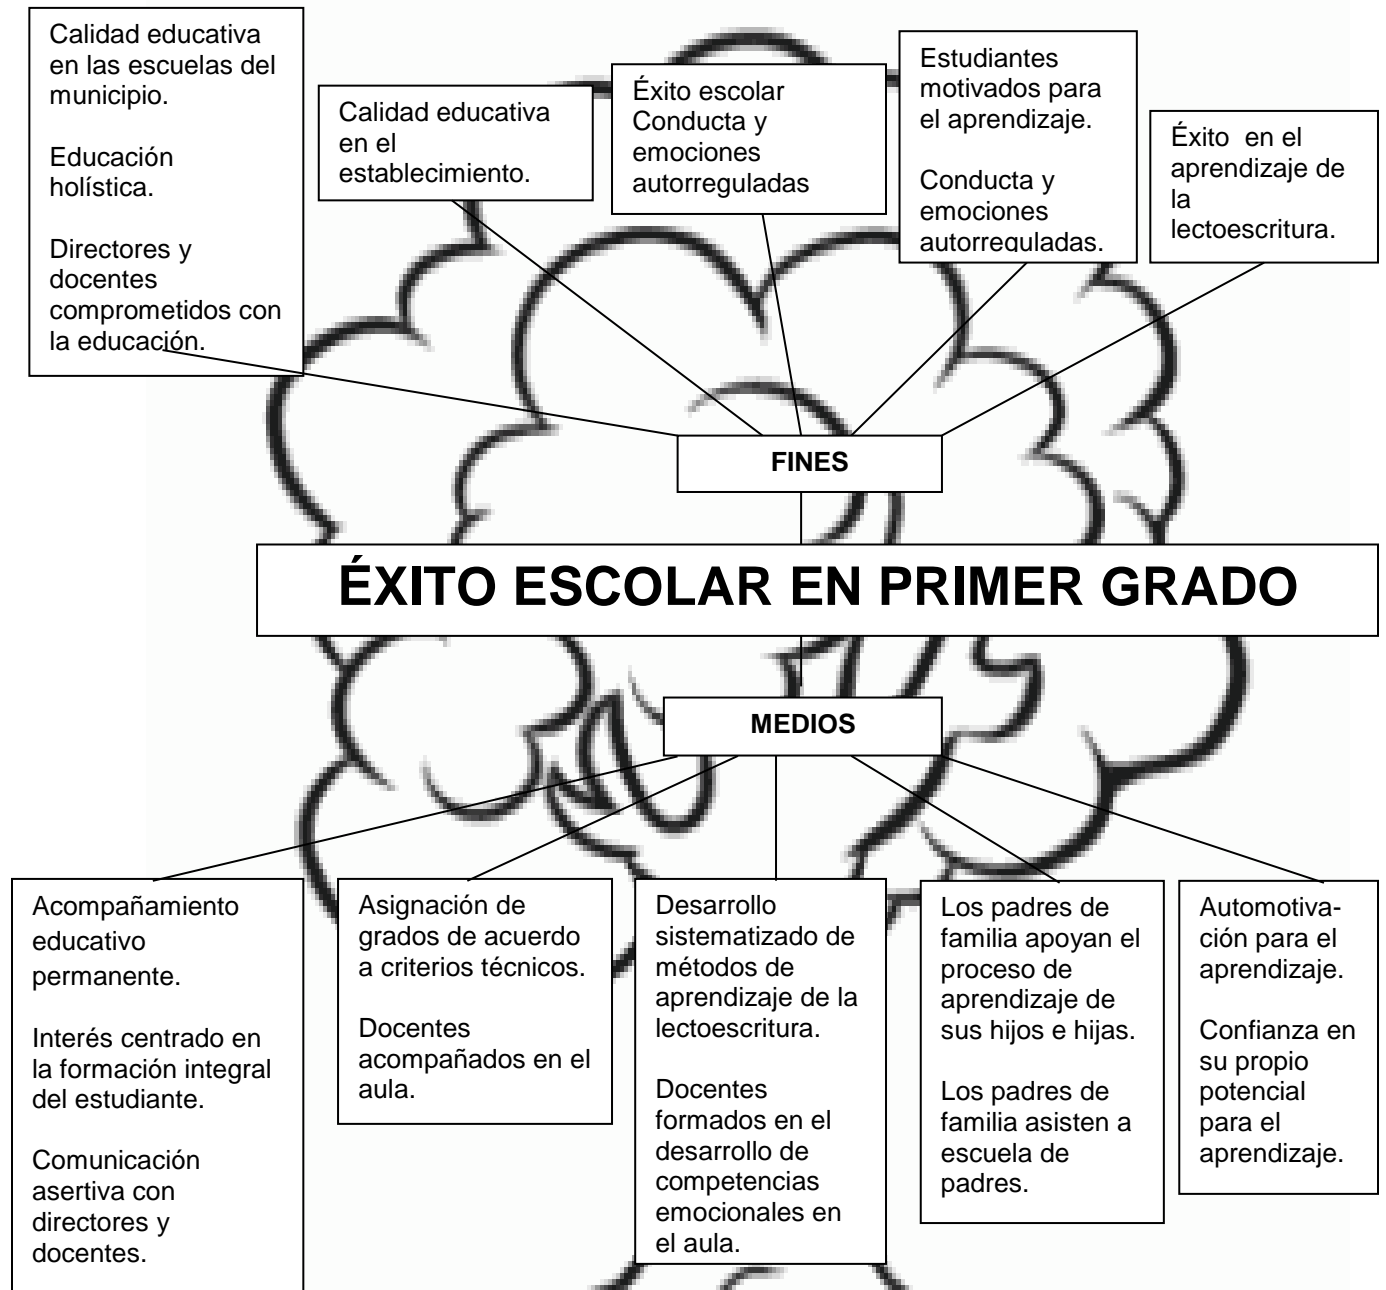 Calidad educativa
en las escuelas del
municipio.
Educación
holística.
Directores y
docentes
comprometidos con
la educación.
Calidad educativa
en el
establecimiento.
Éxito escolar
Conducta y
emociones
autorreguladas
Estudiantes
motivados para
el aprendizaje.
Conducta y
emociones
autorreguladas.
Éxito en el
aprendizaje de
la
lectoescritura.
FINES
ÉXITO ESCOLAR EN PRIMER GRADO
MEDIOS
Acompañamiento
educativo
permanente.
Interés centrado en
la formación integral
del estudiante.
Comunicación
asertiva con
directores y
docentes.
Asignación de
grados de acuerdo
a criterios técnicos.
Docentes
acompañados en el
aula.
Desarrollo
sistematizado de
métodos de
aprendizaje de la
lectoescritura.
Docentes
formados en el
desarrollo de
competencias
emocionales en
el aula.
Los padres de
familia apoyan el
proceso de
aprendizaje de
sus hijos e hijas.
Los padres de
familia asisten a
escuela de
padres.
Automotiva-
ción para el
aprendizaje.
Confianza en
su propio
potencial
para el
aprendizaje.